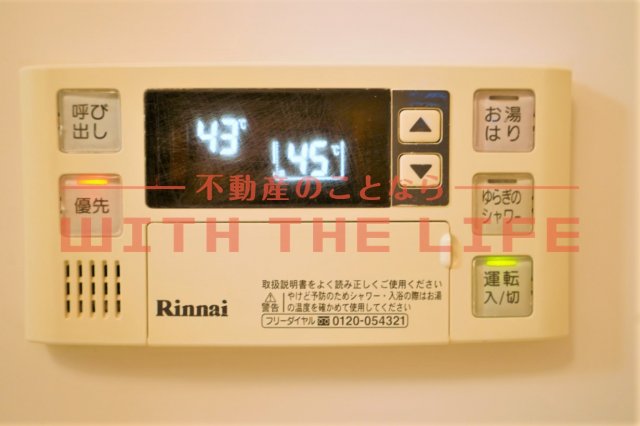 呼び
出し
優先
43℃
45℃
お湯
はり
ゆらぎの
シャワー
運転
入/切
不動産のことなら
WITH THE LIFE
Rinnai
取扱説明書をよく読み正しくご使用ください
警告
やけど予防のためシャワー・入浴の際はお湯
の温度を確かめて使用してください
フリーダイヤル 0120-054321